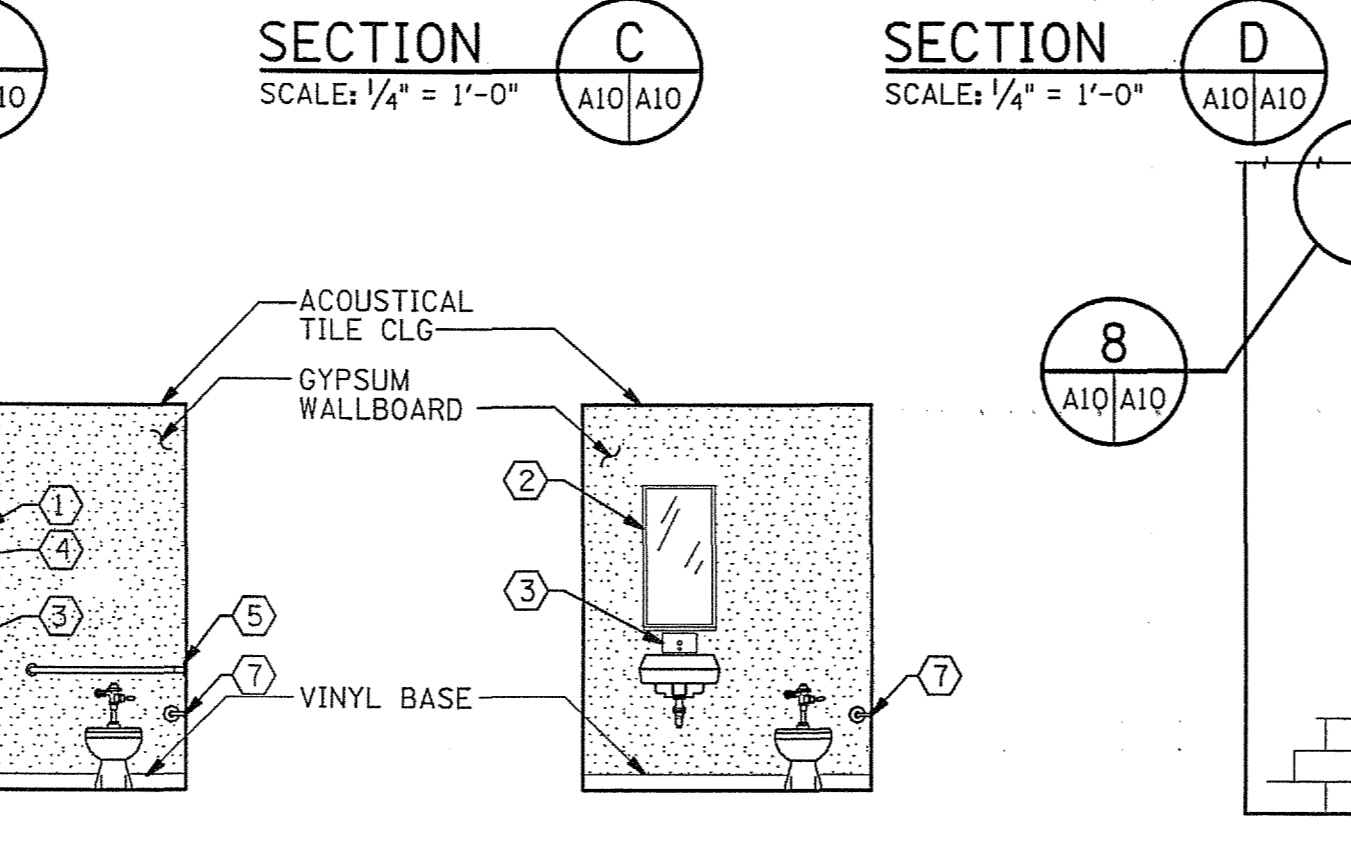 10
SECTION
SCALE: 1/4" = 1'-0"
C
A10 A10
SECTION
SCALE: 1/4" = 1'-0"
D
A10 A10
ACOUSTICAL
TILE CLG
GYPSUM
WALLBOARD
8
A10 A10
1
4
3
5
7
2
3
7
VINYL BASE